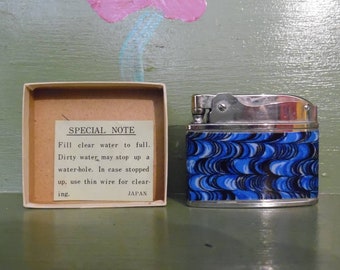 SPECIAL NOTE
Fill clear water to full.
Dirty water may stop up a
water-hole. In case stopped
up, use thin wire for clear-
ing. JAPAN